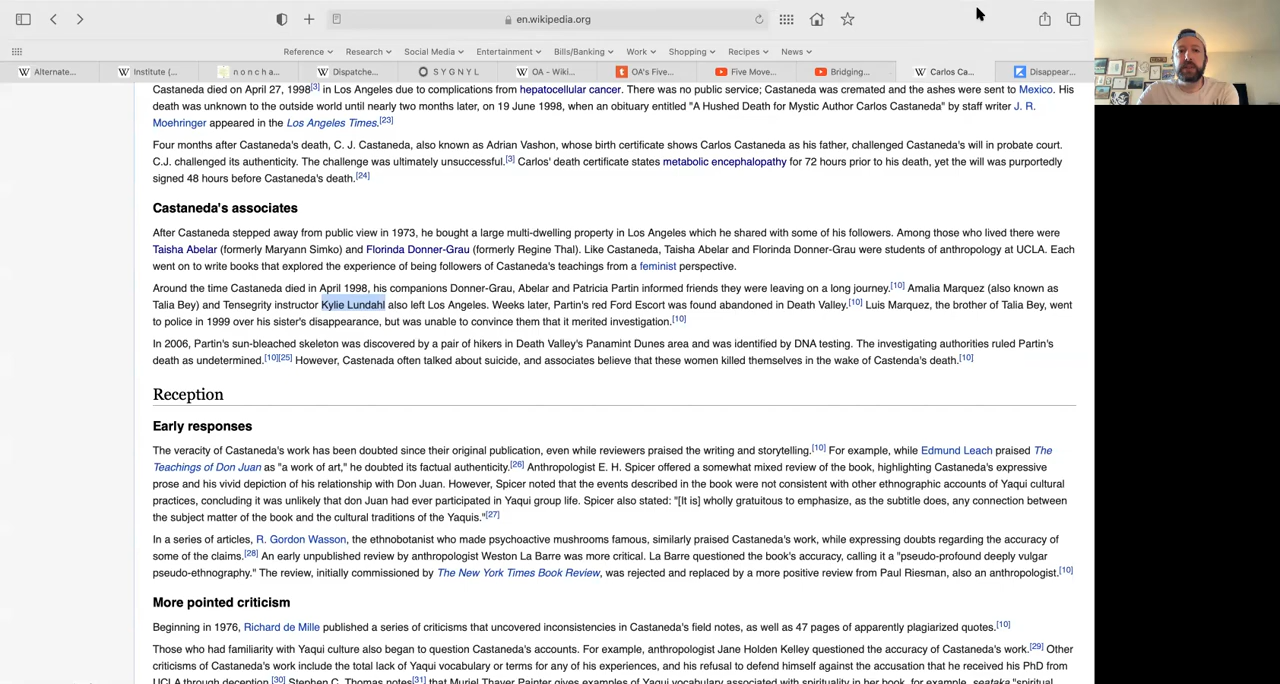 en.wikipedia.org
Reference Research Social Media Entertainment Bills/Banking Work Shopping Recipes News
Alternate... Institute (... n o n c h a... Dispatche... S Y G N Y L OA - Wiki... OA's Five... Five Move... Bridging... Carlos Ca... Disappear...
Castaneda died on April 27, 1998[3] in Los Angeles due to complications from hepatocellular cancer. There was no public service; Castaneda was cremated and the ashes were sent to Mexico. His
death was unknown to the outside world until nearly two months later, on 19 June 1998, when an obituary entitled "A Hushed Death for Mystic Author Carlos Castaneda" by staff writer J. R.
Moehringer appeared in the Los Angeles Times.[23]
Four months after Castaneda's death, C. J. Castaneda, also known as Adrian Vashon, whose birth certificate shows Carlos Castaneda as his father, challenged Castaneda's will in probate court.
C.J. challenged its authenticity. The challenge was ultimately unsuccessful.[3] Carlos' death certificate states metabolic encephalopathy for 72 hours prior to his death, yet the will was purportedly
signed 48 hours before Castaneda's death.[24]
Castaneda's associates
After Castaneda stepped away from public view in 1973, he bought a large multi-dwelling property in Los Angeles which he shared with some of his followers. Among those who lived there were
Taisha Abelar (formerly Maryann Simko) and Florinda Donner-Grau (formerly Regine Thal). Like Castaneda, Taisha Abelar and Florinda Donner-Grau were students of anthropology at UCLA. Each
went on to write books that explored the experience of being followers of Castaneda's teachings from a feminist perspective.
Around the time Castaneda died in April 1998, his companions Donner-Grau, Abelar and Patricia Partin informed friends they were leaving on a long journey.[10] Amalia Marquez (also known as
Talia Bey) and Tensegrity instructor Kylie Lundahl also left Los Angeles. Weeks later, Partin's red Ford Escort was found abandoned in Death Valley.[10] Luis Marquez, the brother of Talia Bey, went
to police in 1999 over his sister's disappearance, but was unable to convince them that it merited investigation.[10]
In 2006, Partin's sun-bleached skeleton was discovered by a pair of hikers in Death Valley's Panamint Dunes area and was identified by DNA testing. The investigating authorities ruled Partin's
death as undetermined.[10][25] However, Castenada often talked about suicide, and associates believe that these women killed themselves in the wake of Castenda's death.[10]
Reception
Early responses
The veracity of Castaneda's work has been doubted since their original publication, even while reviewers praised the writing and storytelling.[10] For example, while Edmund Leach praised The
Teachings of Don Juan as "a work of art," he doubted its factual authenticity.[26] Anthropologist E. H. Spicer offered a somewhat mixed review of the book, highlighting Castaneda's expressive
prose and his vivid depiction of his relationship with Don Juan. However, Spicer noted that the events described in the book were not consistent with other ethnographic accounts of Yaqui cultural
practices, concluding it was unlikely that don Juan had ever participated in Yaqui group life. Spicer also stated: "[It is] wholly gratuitous to emphasize, as the subtitle does, any connection between
the subject matter of the book and the cultural traditions of the Yaquis."[27]
In a series of articles, R. Gordon Wasson, the ethnobotanist who made psychoactive mushrooms famous, similarly praised Castaneda's work, while expressing doubts regarding the accuracy of
some of the claims.[28] An early unpublished review by anthropologist Weston La Barre was more critical. La Barre questioned the book's accuracy, calling it a "pseudo-profound deeply vulgar
pseudo-ethnography." The review, initially commissioned by The New York Times Book Review, was rejected and replaced by a more positive review from Paul Riesman, also an anthropologist.[10]
More pointed criticism
Beginning in 1976, Richard de Mille published a series of criticisms that uncovered inconsistencies in Castaneda's field notes, as well as 47 pages of apparently plagiarized quotes.[10]
Those who had familiarity with Yaqui culture also began to question Castaneda's accounts. For example, anthropologist Jane Holden Kelley questioned the accuracy of Castaneda's work.[29] Other
criticisms of Castaneda's work include the total lack of Yaqui vocabulary or terms for any of his experiences, and his refusal to defend himself against the accusation that he received his PhD from
UCLA through deception.[30] Stephen C. Thomas notes[31] that Muriel Thayer Painter gives examples of Yaqui vocabulary associated with spirituality in her book, for example, seataka "spiritual